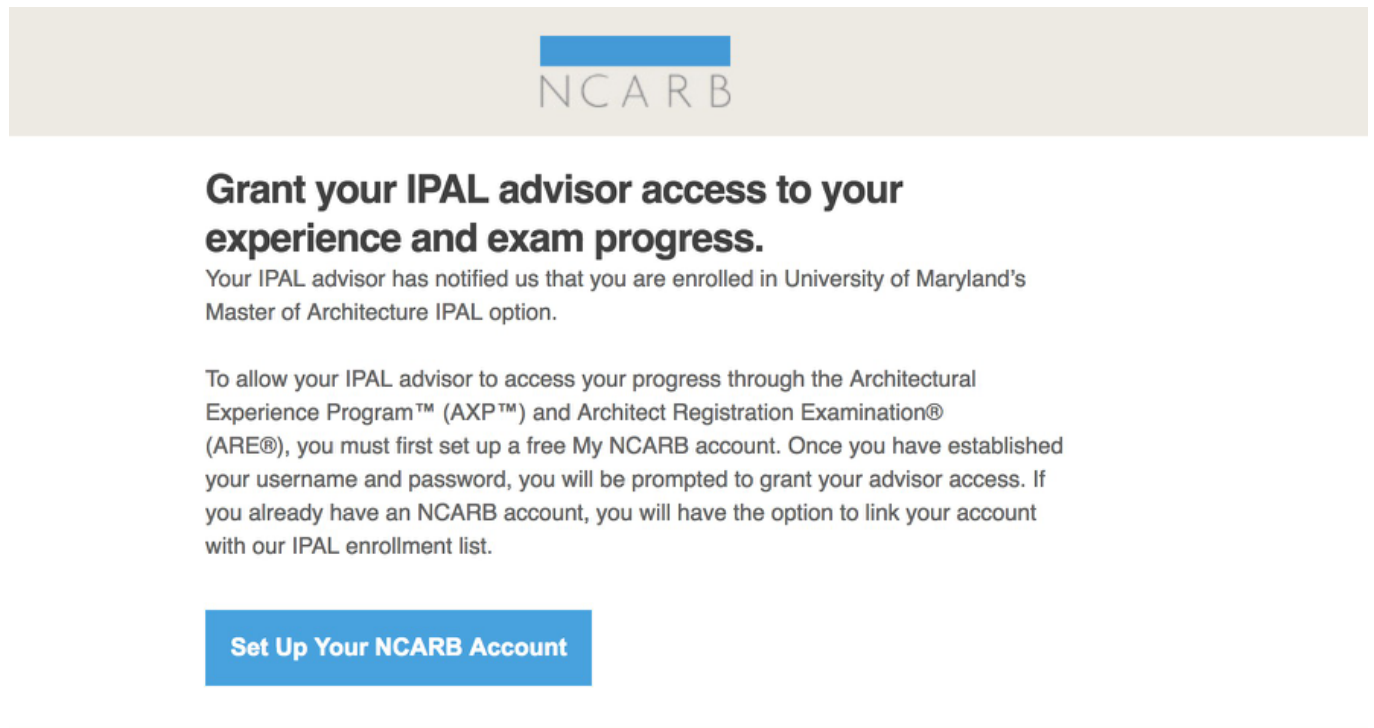 NCARB
Grant your IPAL advisor access to your
experience and exam progress.
Your IPAL advisor has notified us that you are enrolled in University of Maryland’s
Master of Architecture IPAL option.
To allow your IPAL advisor to access your progress through the Architectural
Experience Program™ (AXP™) and Architect Registration Examination®
(ARE®), you must first set up a free My NCARB account. Once you have established
your username and password, you will be prompted to grant your advisor access. If
you already have an NCARB account, you will have the option to link your account
with our IPAL enrollment list.
Set Up Your NCARB Account